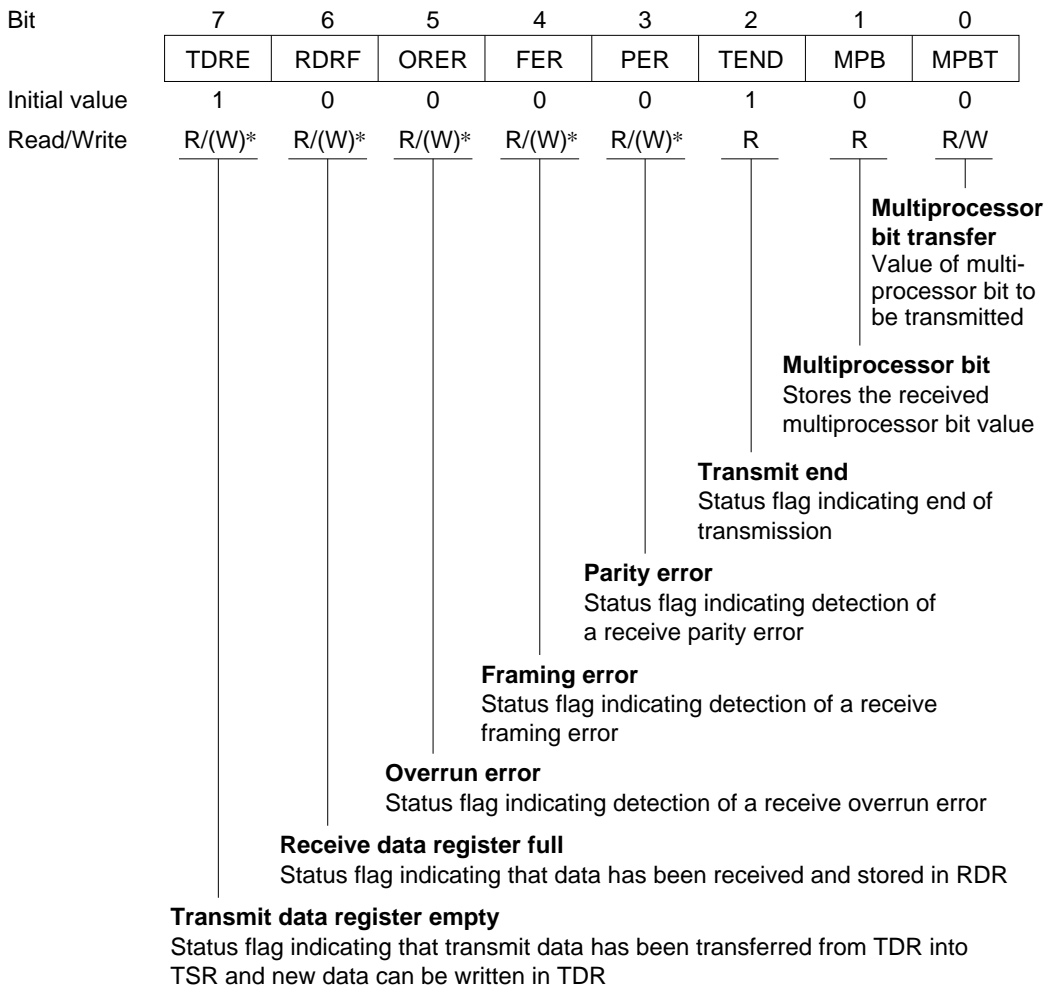 Bit 7 6 5 4 3 2 1 0
TDRE RDRF ORER FER PER TEND MPB MPBT
Initial value 1 0 0 0 0 1 0 0
Read/Write R/(W)* R/(W)* R/(W)* R/(W)* R/(W)* R R R/W
Multiprocessor
bit transfer
Value of multi-
processor bit to
be transmitted
Multiprocessor bit
Stores the received
multiprocessor bit value
Transmit end
Status flag indicating end of
transmission
Parity error
Status flag indicating detection of
a receive parity error
Framing error
Status flag indicating detection of a receive
framing error
Overrun error
Status flag indicating detection of a receive overrun error
Receive data register full
Status flag indicating that data has been received and stored in RDR
Transmit data register empty
Status flag indicating that transmit data has been transferred from TDR into
TSR and new data can be written in TDR